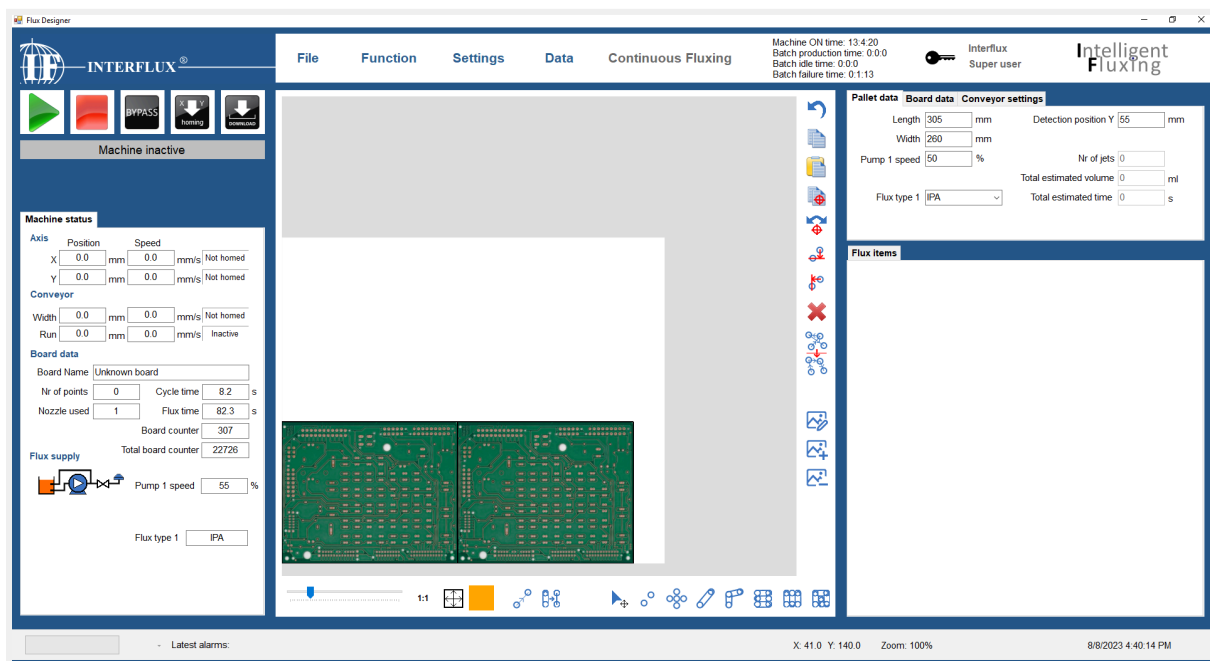 Flux Designer
INTERFLUX®
File Function Settings Data Continuous Fluxing
Machine ON time: 13:4:20
Batch production time: 0:0:0
Batch idle time: 0:0:0
Batch failure time: 0:1:13
Interflux
Super user
Intelligent
Fluxing
BYPASS
X Y
homing
DOWNLOAD
Machine inactive
Machine status
Axis
Position Speed
X 0.0 mm 0.0 mm/s Not homed
Y 0.0 mm 0.0 mm/s Not homed
Conveyor
Width 0.0 mm 0.0 mm/s Not homed
Run 0.0 mm 0.0 mm/s Inactive
Board data
Board Name Unknown board
Nr of points 0 Cycle time 8.2 s
Nozzle used 1 Flux time 82.3 s
Board counter 307
Total board counter 22726
Flux supply
Pump 1 speed 55 %
Flux type 1 IPA
1:1
Pallet data Board data Conveyor settings
Length 305 mm Detection position Y 55 mm
Width 260 mm
Pump 1 speed 50 % Nr of jets 0
Total estimated volume 0 ml
Flux type 1 IPA Total estimated time 0 s
Flux items
- Latest alarms:
X: 41.0 Y: 140.0 Zoom: 100%
8/8/2023 4:40:14 PM